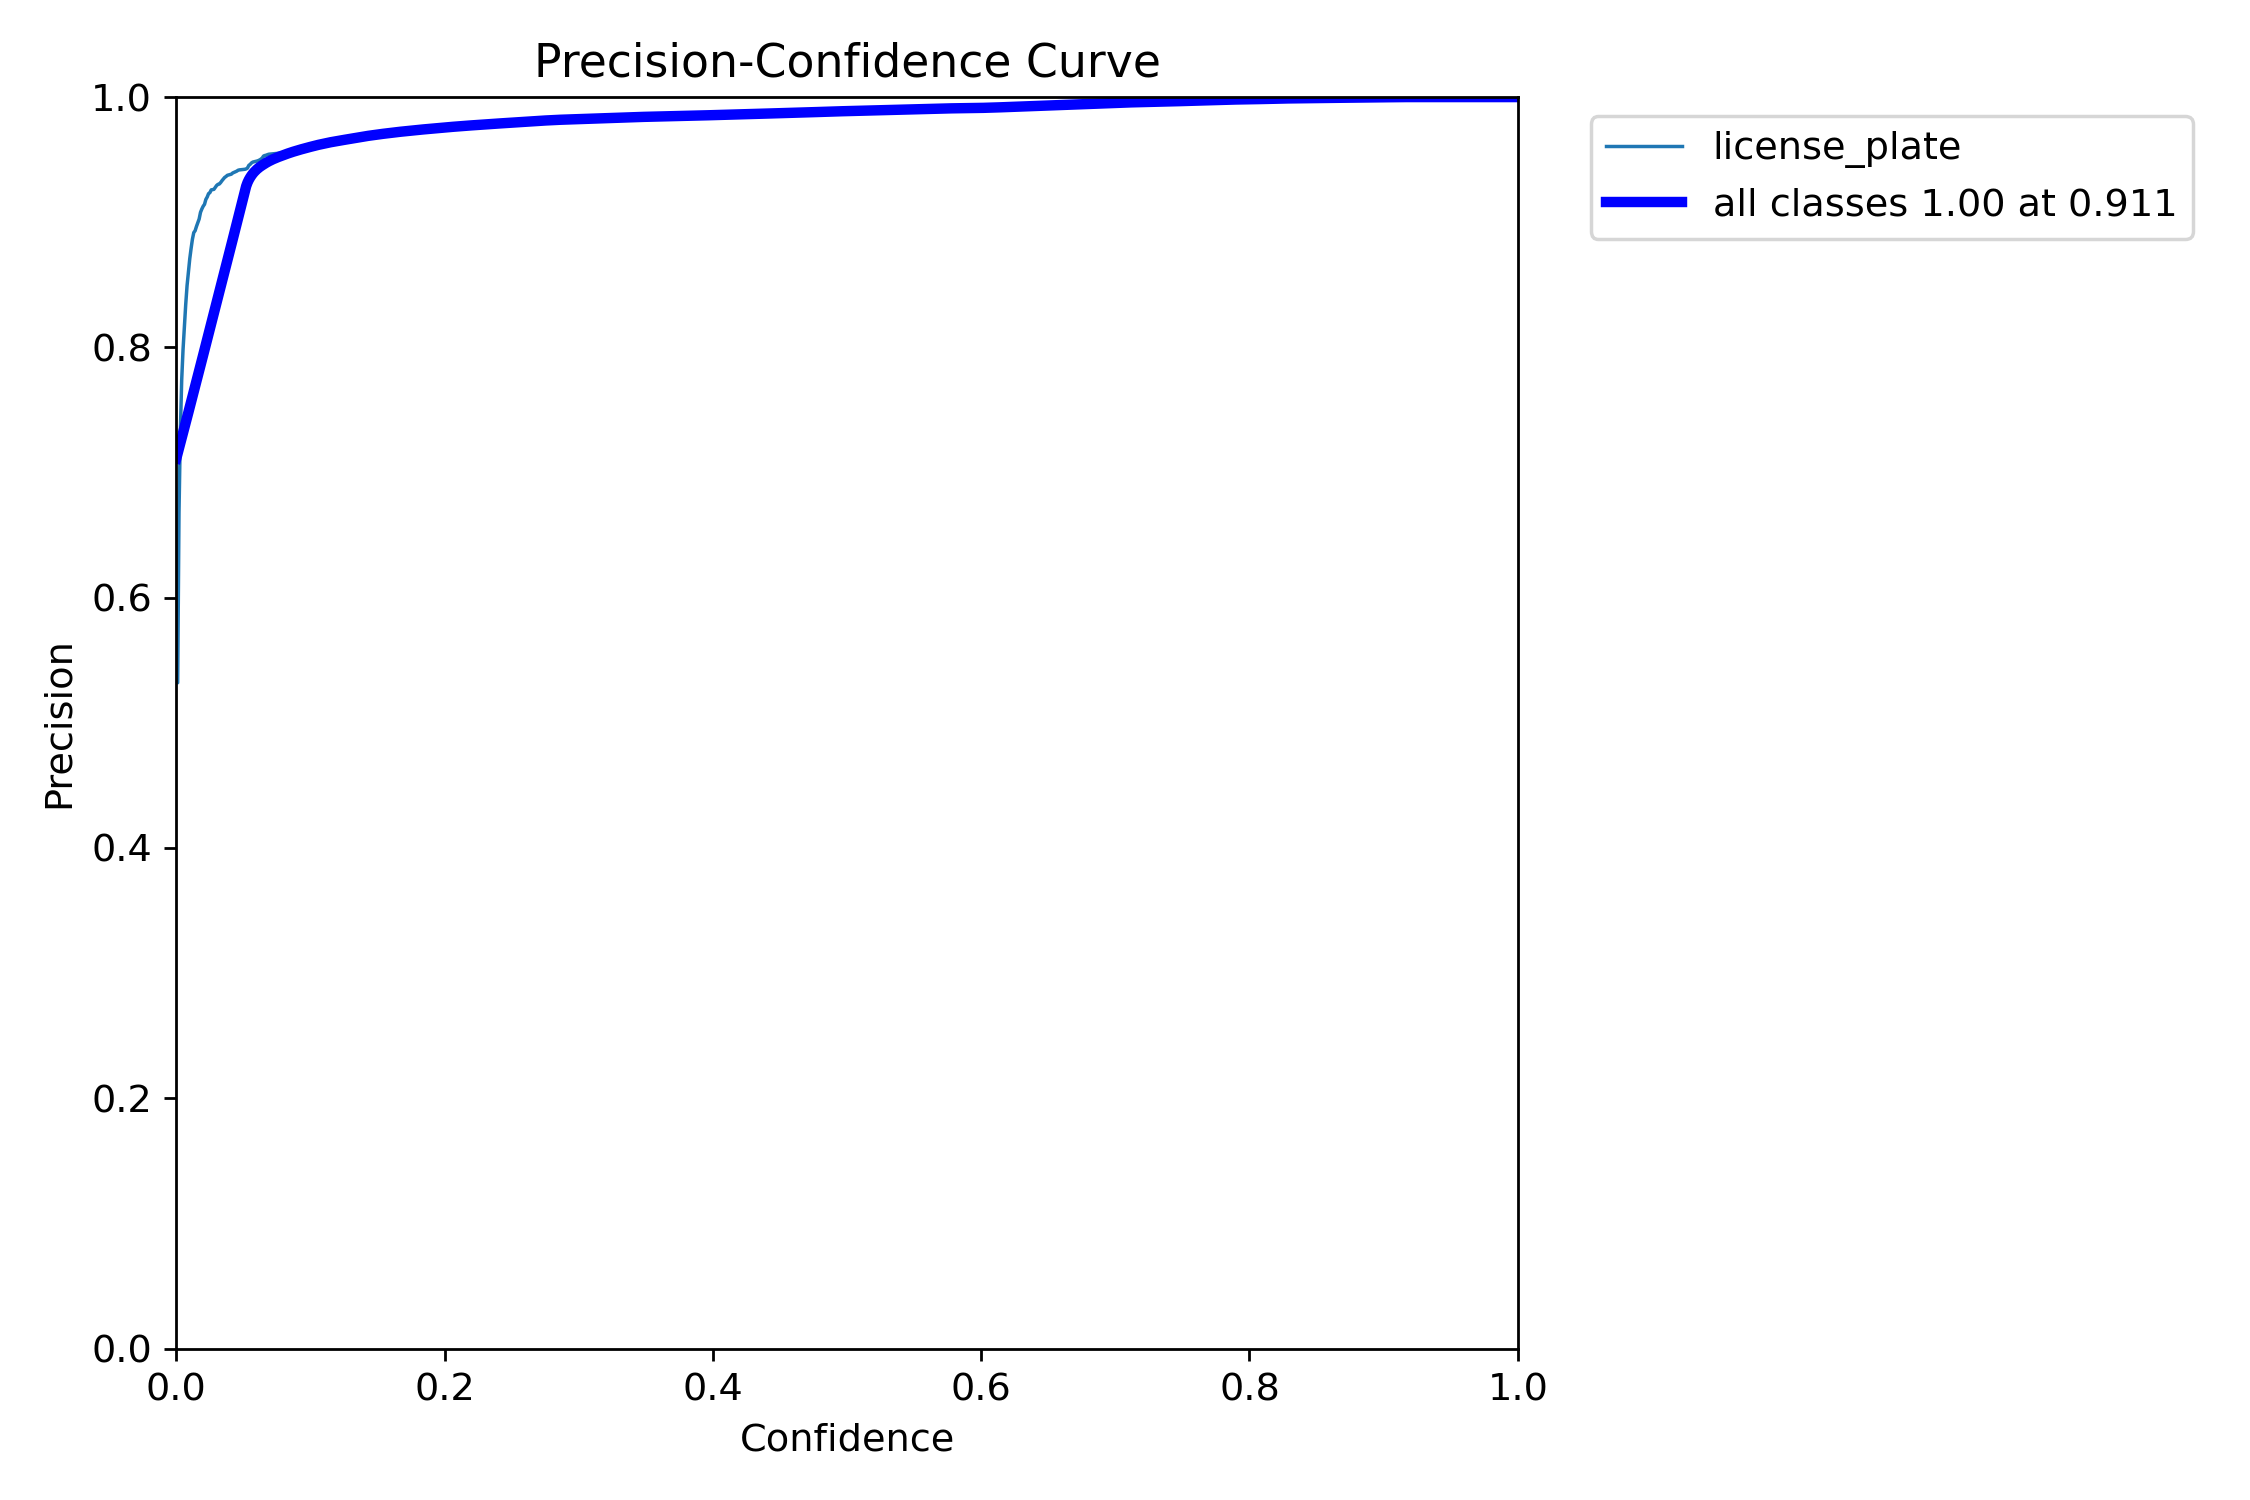 Precision-Confidence Curve
1.0
0.8
0.6
0.4
0.2
0.0
Precision
0.0 0.2 0.4 0.6 0.8 1.0
Confidence
license_plate
all classes 1.00 at 0.911